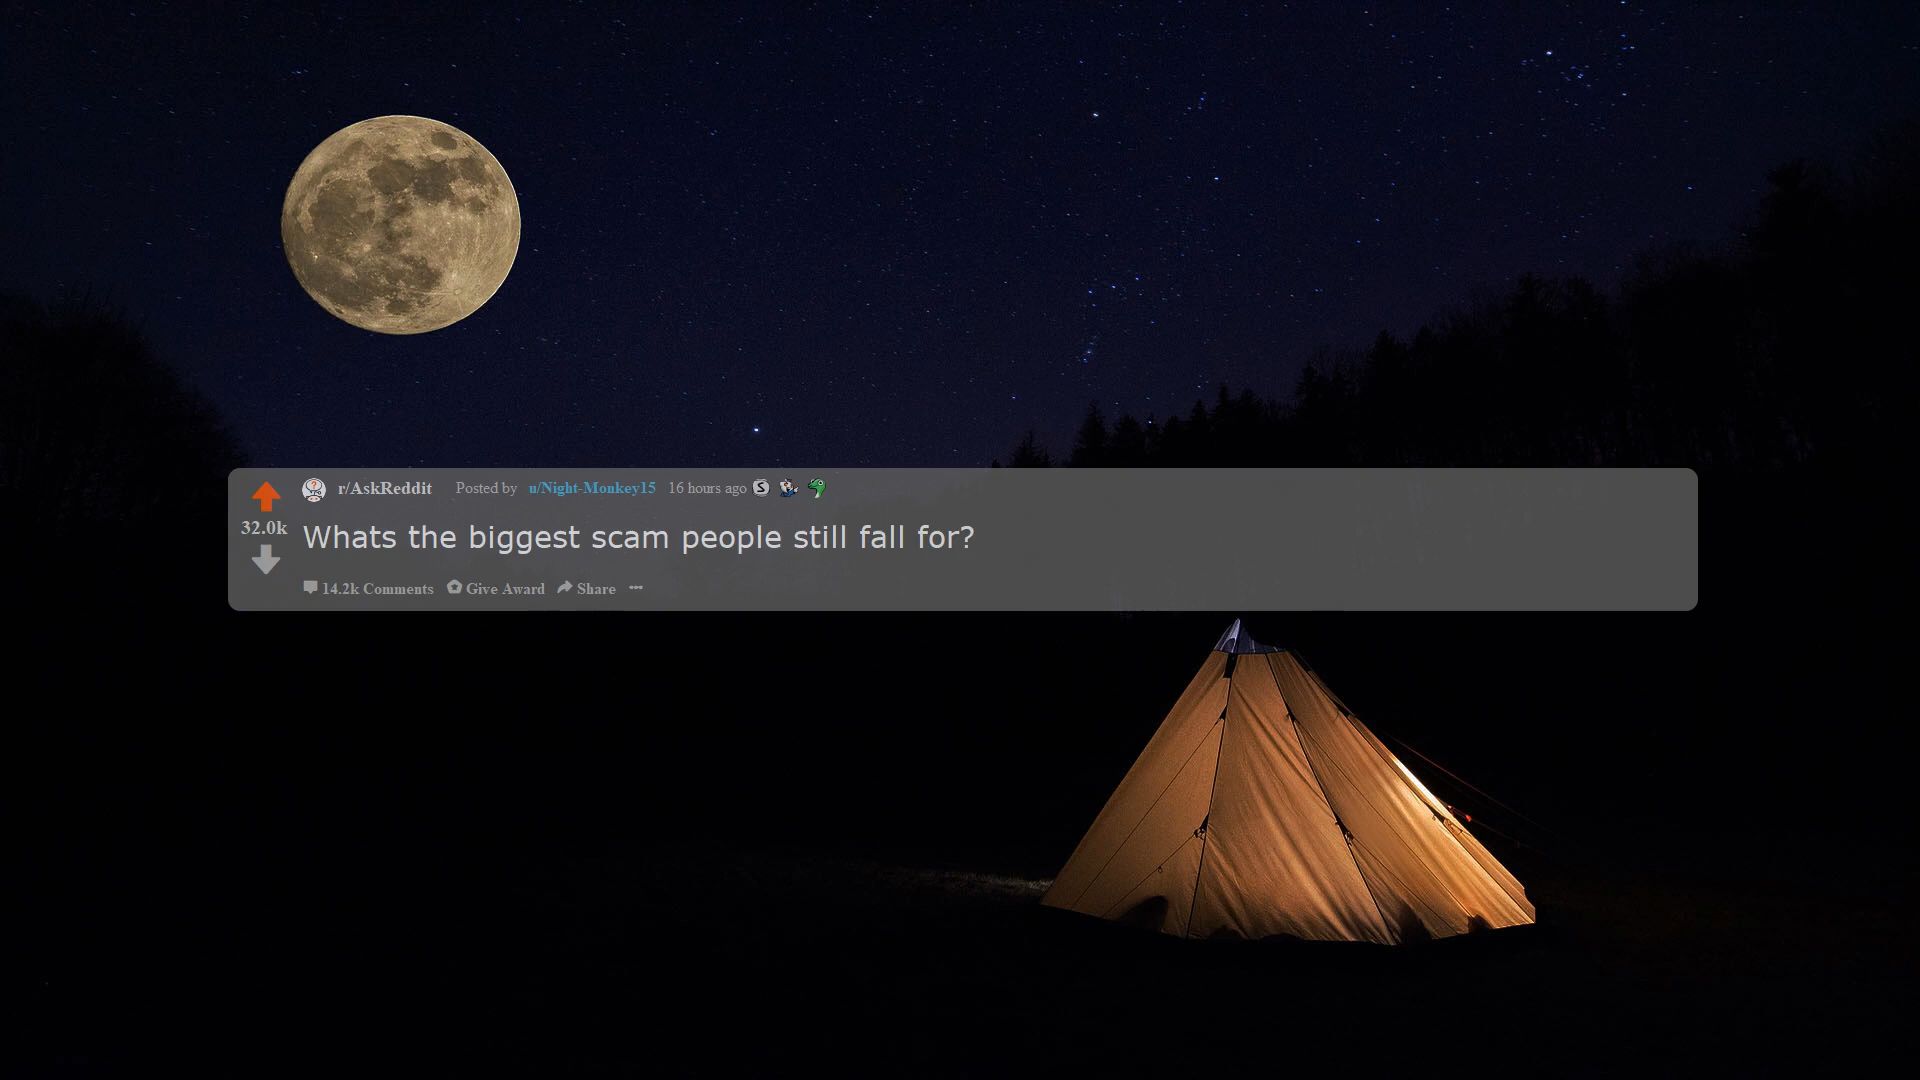 r/AskReddit Posted by u/Night-Monkey15 16 hours ago
32.0k
Whats the biggest scam people still fall for?
14.2k Comments Give Award Share